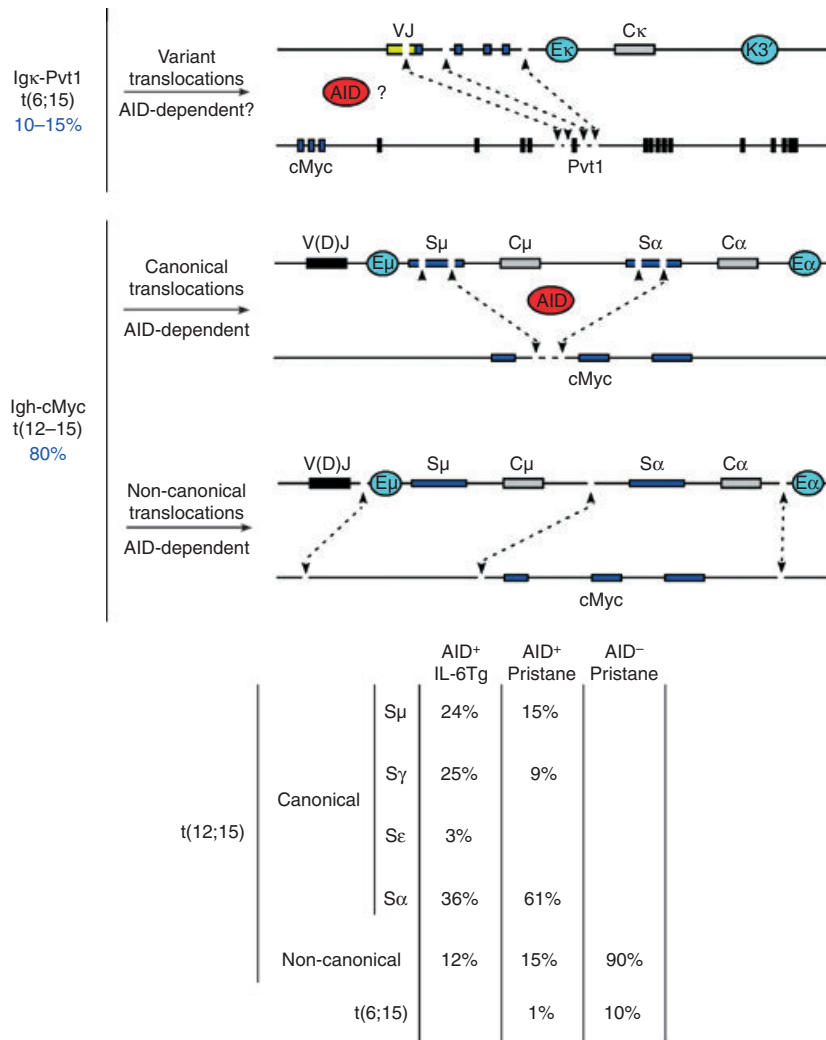 Igκ-Pvt1
t(6;15)
10–15%
Variant
translocations
AID-dependent?
VJ
Eκ
Cκ
K3′
AID ?
cMyc
Pvt1
Igh-cMyc
t(12–15)
80%
Canonical
translocations
AID-dependent
V(D)J
Eμ
Sμ
Cμ
Sα
Cα
Eα
AID
cMyc
Non-canonical
translocations
AID-dependent
V(D)J
Eμ
Sμ
Cμ
Sα
Cα
Eα
cMyc
AID+ AID+ AID–
IL-6Tg Pristane Pristane
t(12;15)
Canonical
Sμ 24% 15%
Sγ 25% 9%
Sε 3%
Sα 36% 61%
Non-canonical 12% 15% 90%
t(6;15) 1% 10%